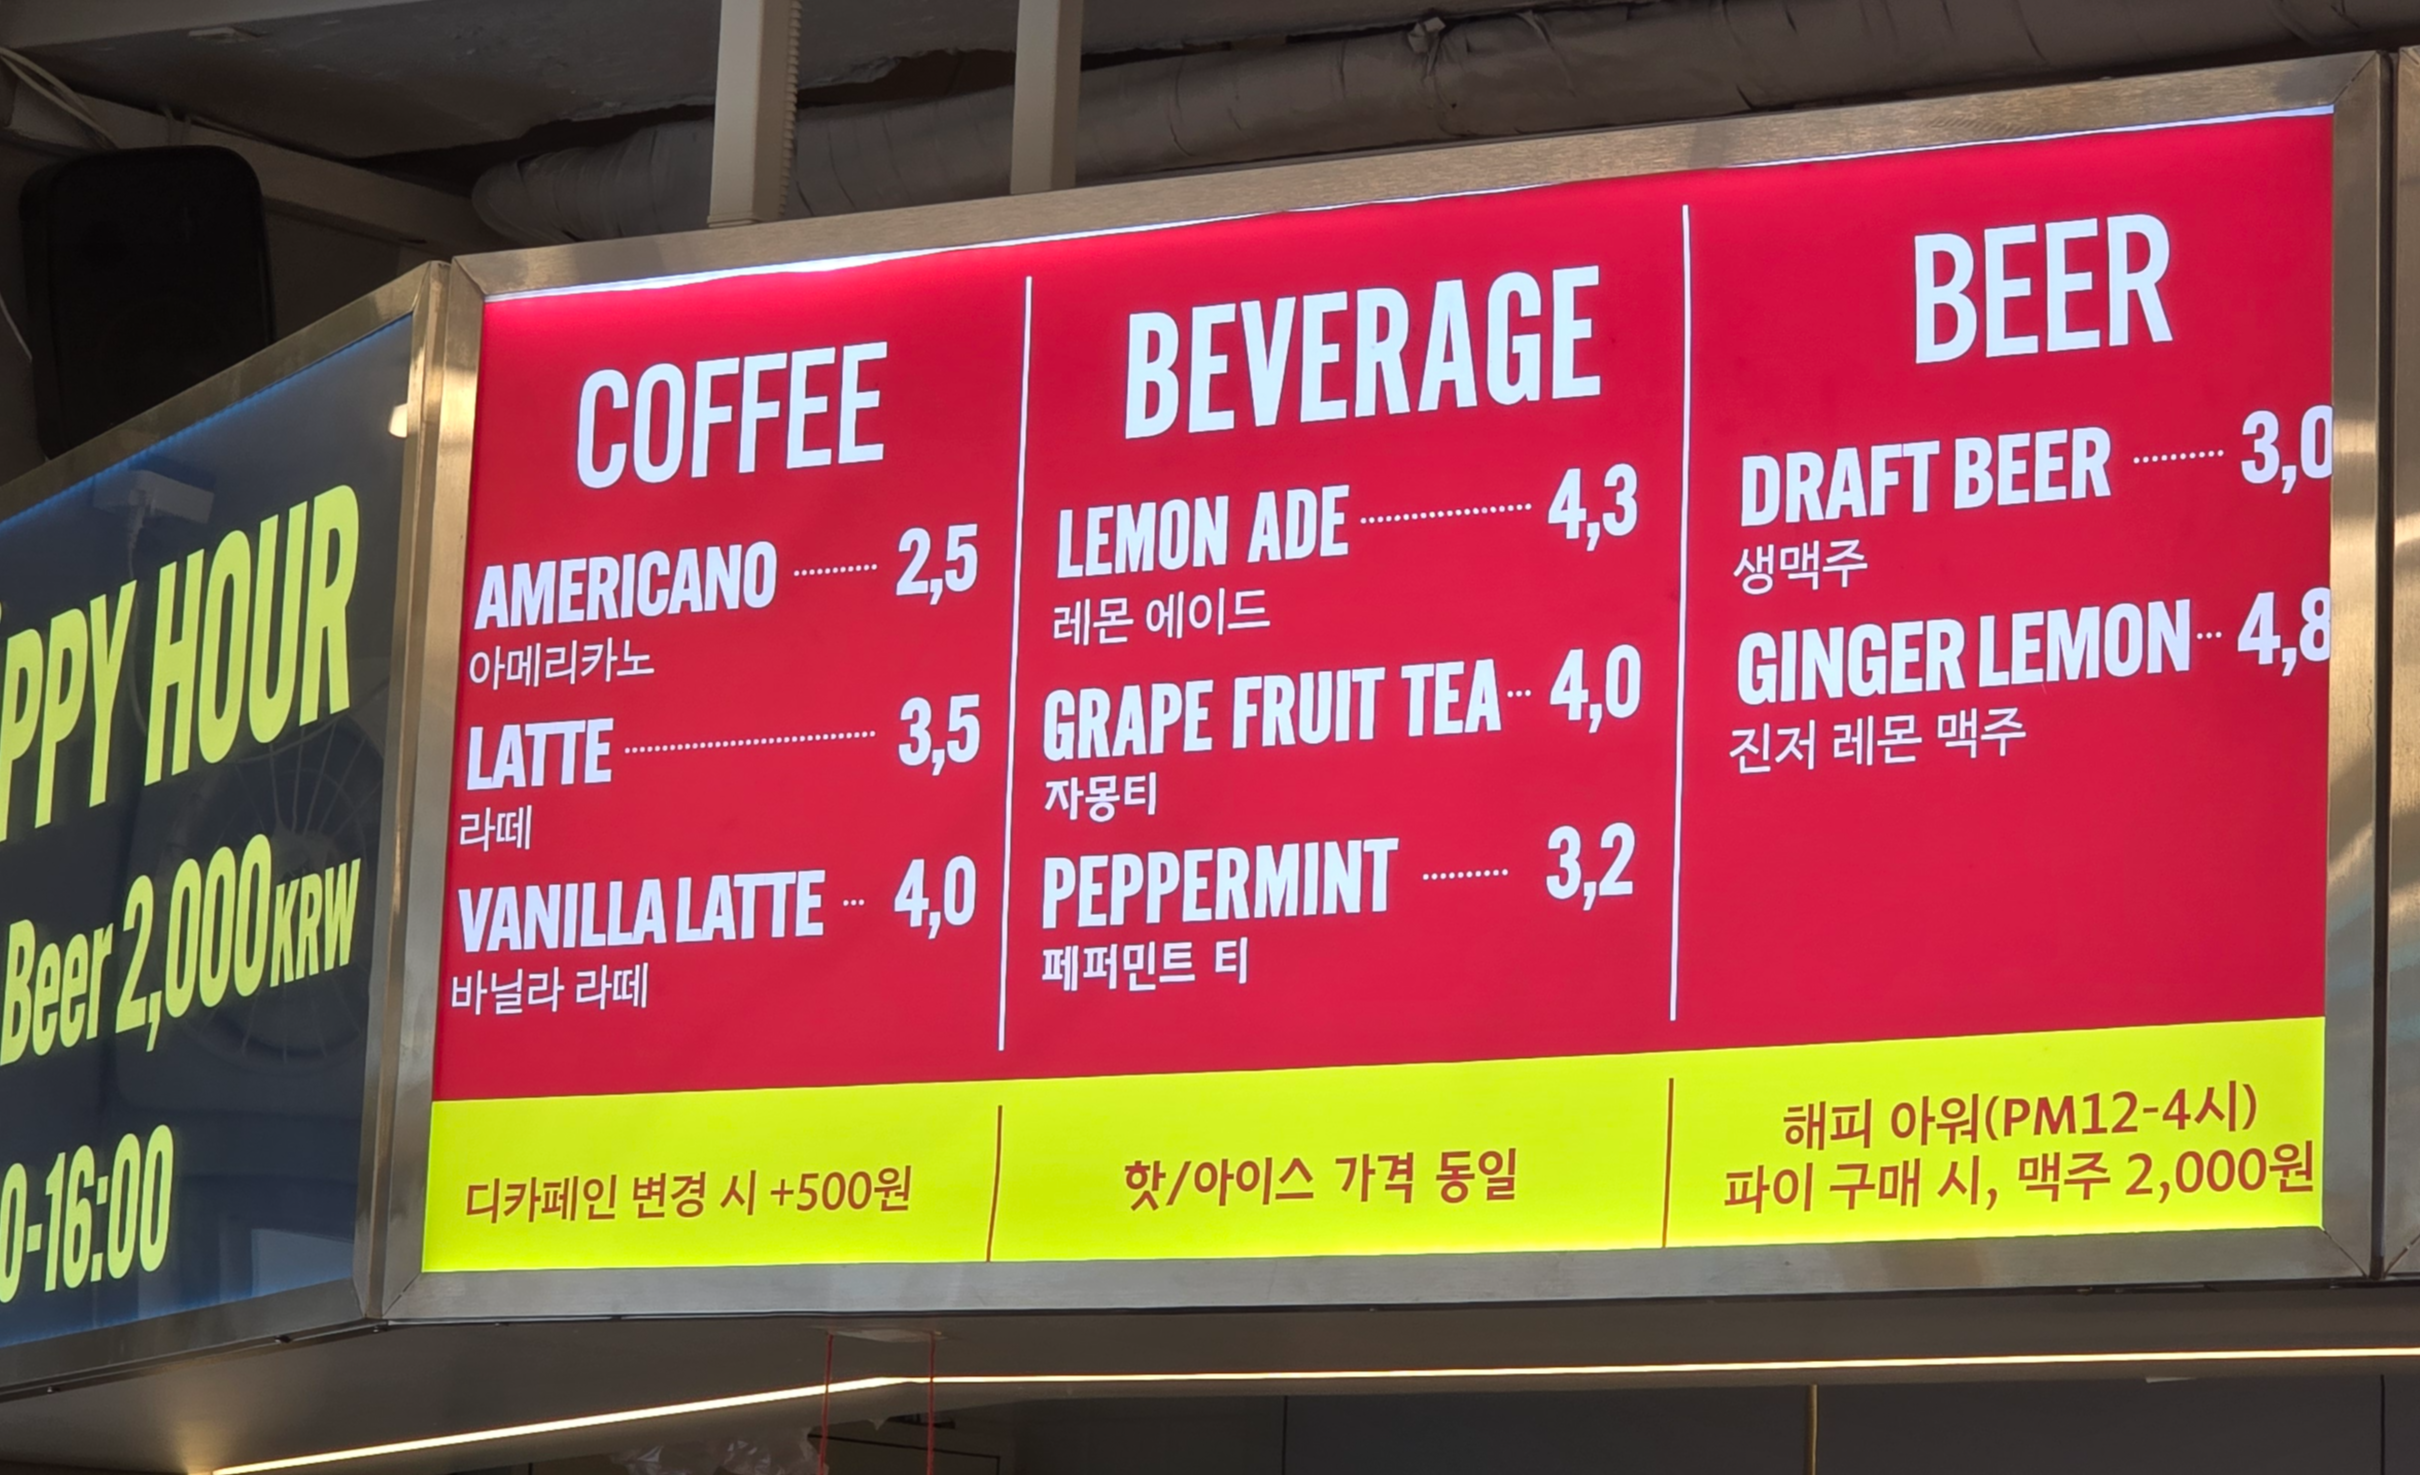 PPY HOUR
Beer 2,000KRW
0-16:00
COFFEE
AMERICANO ---------- 2,5
아메리카노
LATTE ------------------------------ 3,5
라떼
VANILLA LATTE --- 4,0
바닐라 라떼
BEVERAGE
LEMON ADE -------------------- 4,3
레몬 에이드
GRAPE FRUIT TEA --- 4,0
자몽티
PEPPERMINT ---------- 3,2
페퍼민트 티
BEER
DRAFT BEER ---------- 3,0
생맥주
GINGER LEMON --- 4,8
진저 레몬 맥주
디카페인 변경 시 +500원
핫/아이스 가격 동일
해피 아워(PM12-4시)
파이 구매 시, 맥주 2,000원